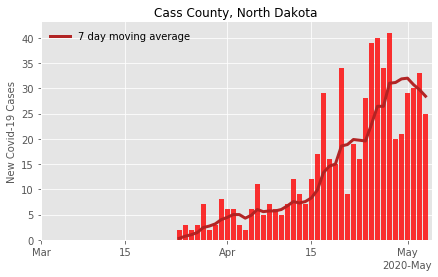 Cass County, North Dakota
7 day moving average
New Covid-19 Cases
40
35
30
25
20
15
10
5
0
Mar 15 Apr 15 May
2020-May